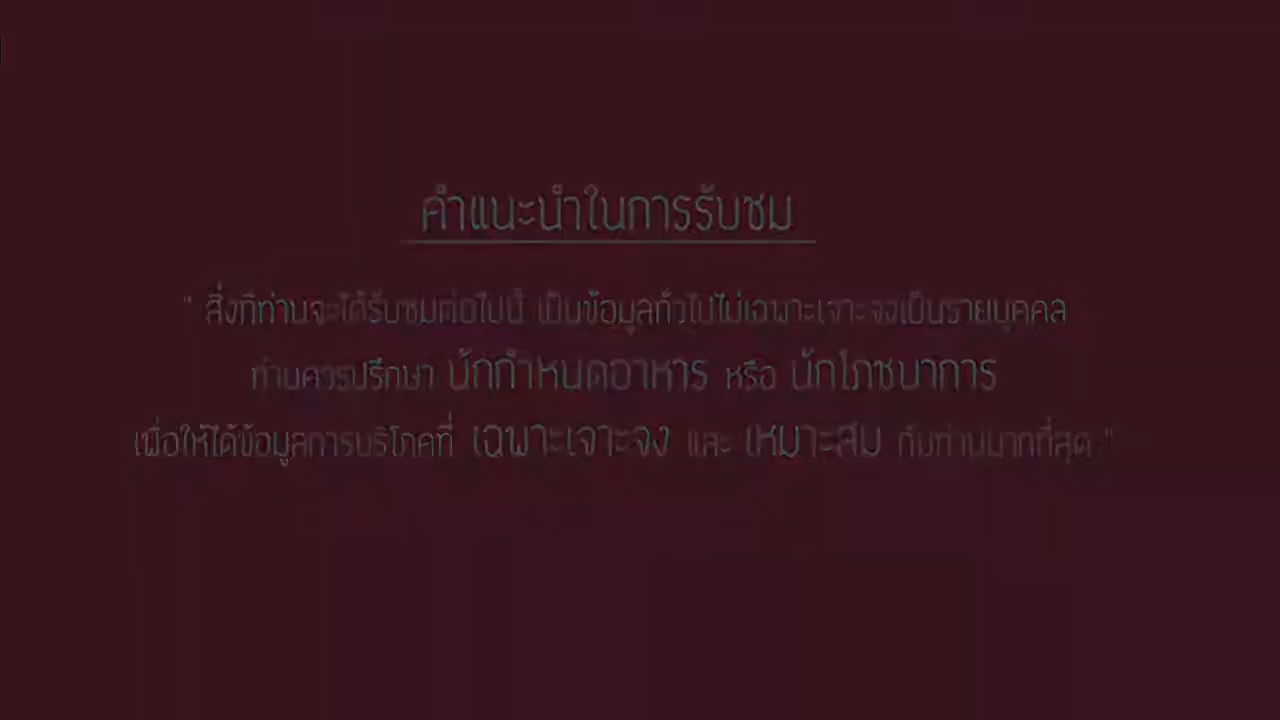 คำแนะนำในการรับชม
" สิ่งที่ท่านจะได้รับชมต่อไปนี้ เป็นข้อมูลทั่วไปไม่เฉพาะเจาะจงเป็นรายบุคคล
ท่านควรปรึกษา นักกำหนดอาหาร หรือ นักโภชนาการ
เพื่อให้ได้ข้อมูลการบริโภคที่ เฉพาะเจาะจง และ เหมาะสม กับท่านมากที่สุด "